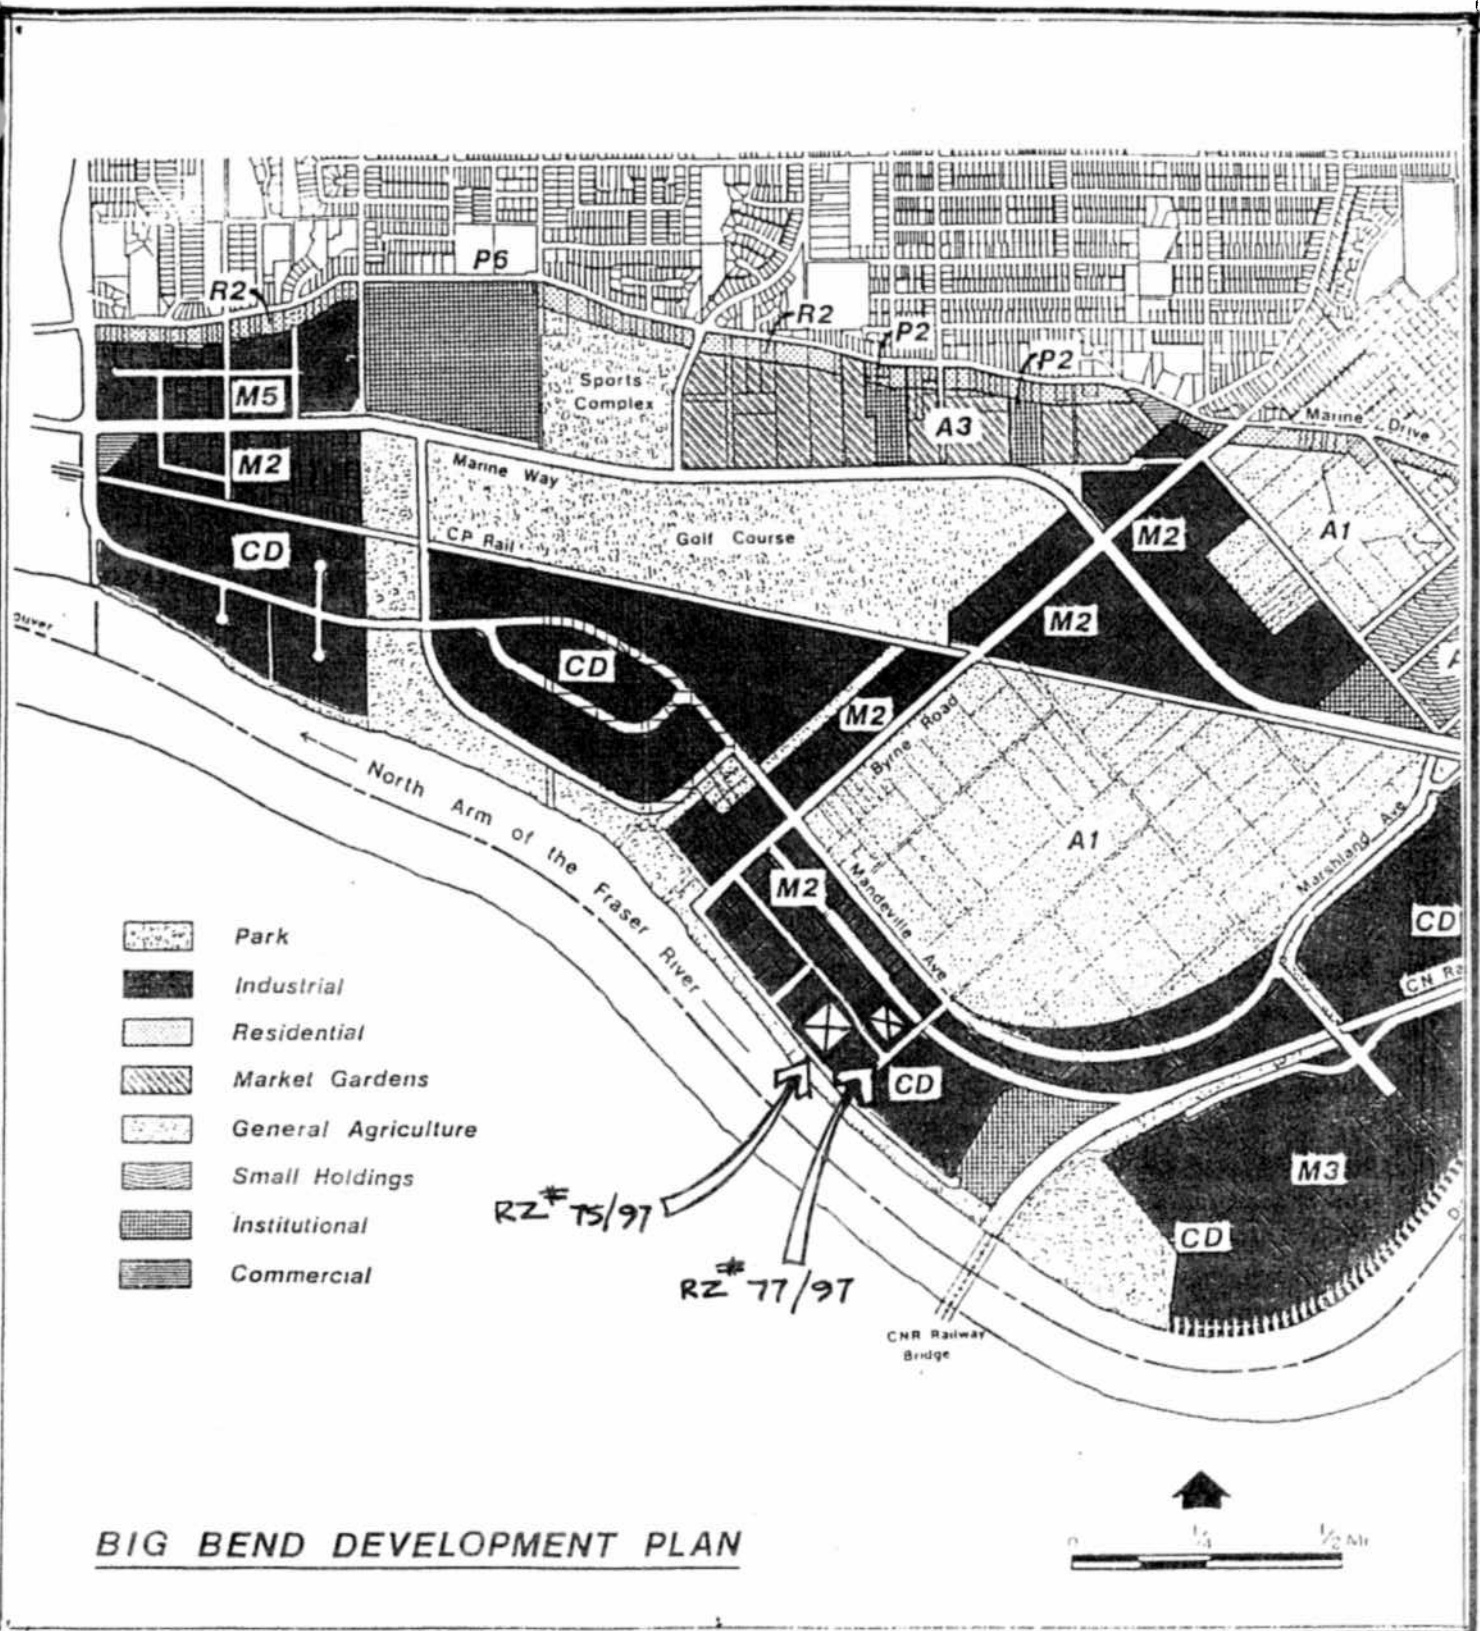 P6
R2
R2
P2
P2
M5
Sports
Complex
A3
Marine Drive
M2
Marine Way
CP Rail
Golf Course
M2
A1
CD
M2
CD
M2
Byrne Road
North Arm of the Fraser River
A1
Marshland Ave
M2
Mandeville Ave
CD
Park
Industrial
Residential
Market Gardens
General Agriculture
Small Holdings
Institutional
Commercial
CD
M3
CD
RZ# 75/97
RZ# 77/97
CNR Railway
Bridge
BIG BEND DEVELOPMENT PLAN
0 1/4 1/2 Mi